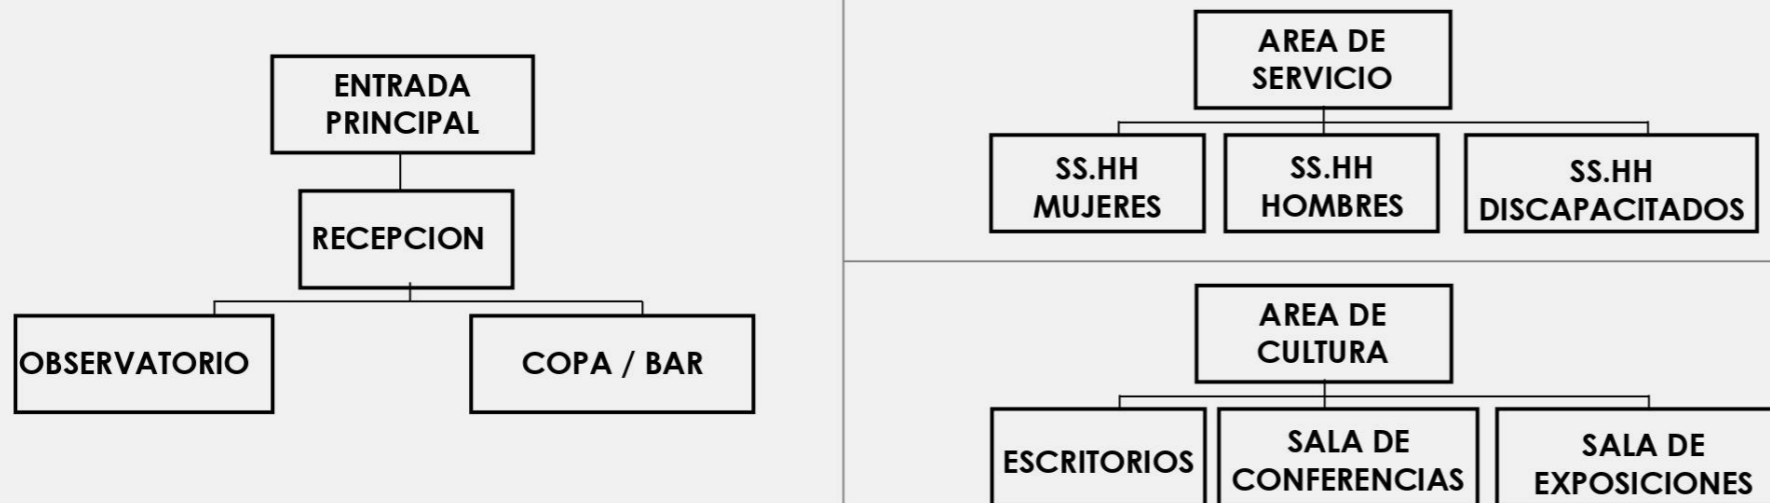 ENTRADA
PRINCIPAL
RECEPCION
OBSERVATORIO
COPA / BAR
AREA DE
SERVICIO
SS.HH
MUJERES
SS.HH
HOMBRES
SS.HH
DISCAPACITADOS
AREA DE
CULTURA
ESCRITORIOS
SALA DE
CONFERENCIAS
SALA DE
EXPOSICIONES